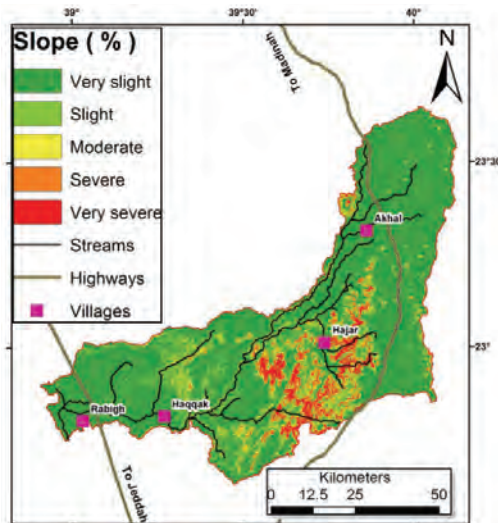 39° 39°30 40°
Slope ( % )
Very slight
Slight
Moderate
Severe
Very severe
Streams
Highways
Villages
To Madinah
N
23°30
Akhal
Hajar
23°
Haqqak
Rabigh
To Jeddah
Kilometers
0 12.5 25 50